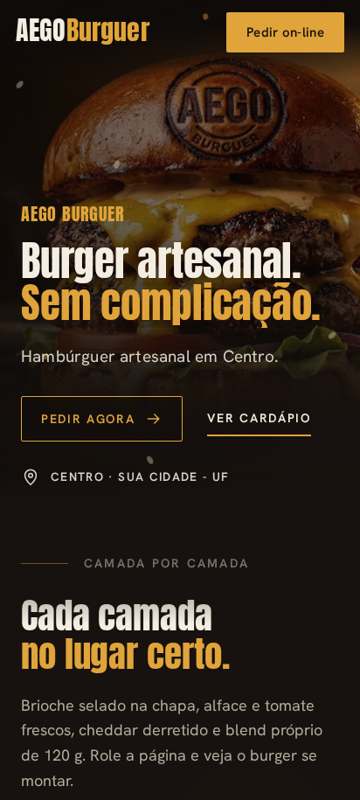 AEGOBurguer
Pedir on-line
AEGO
BURGUER
AEGO BURGUER
Burger artesanal.
Sem complicação.
Hambúrguer artesanal em Centro.
PEDIR AGORA →
VER CARDÁPIO
CENTRO · SUA CIDADE - UF
CAMADA POR CAMADA
Cada camada
no lugar certo.
Brioche selado na chapa, alface e tomate
frescos, cheddar derretido e blend próprio
de 120 g. Role a página e veja o burger se
montar.